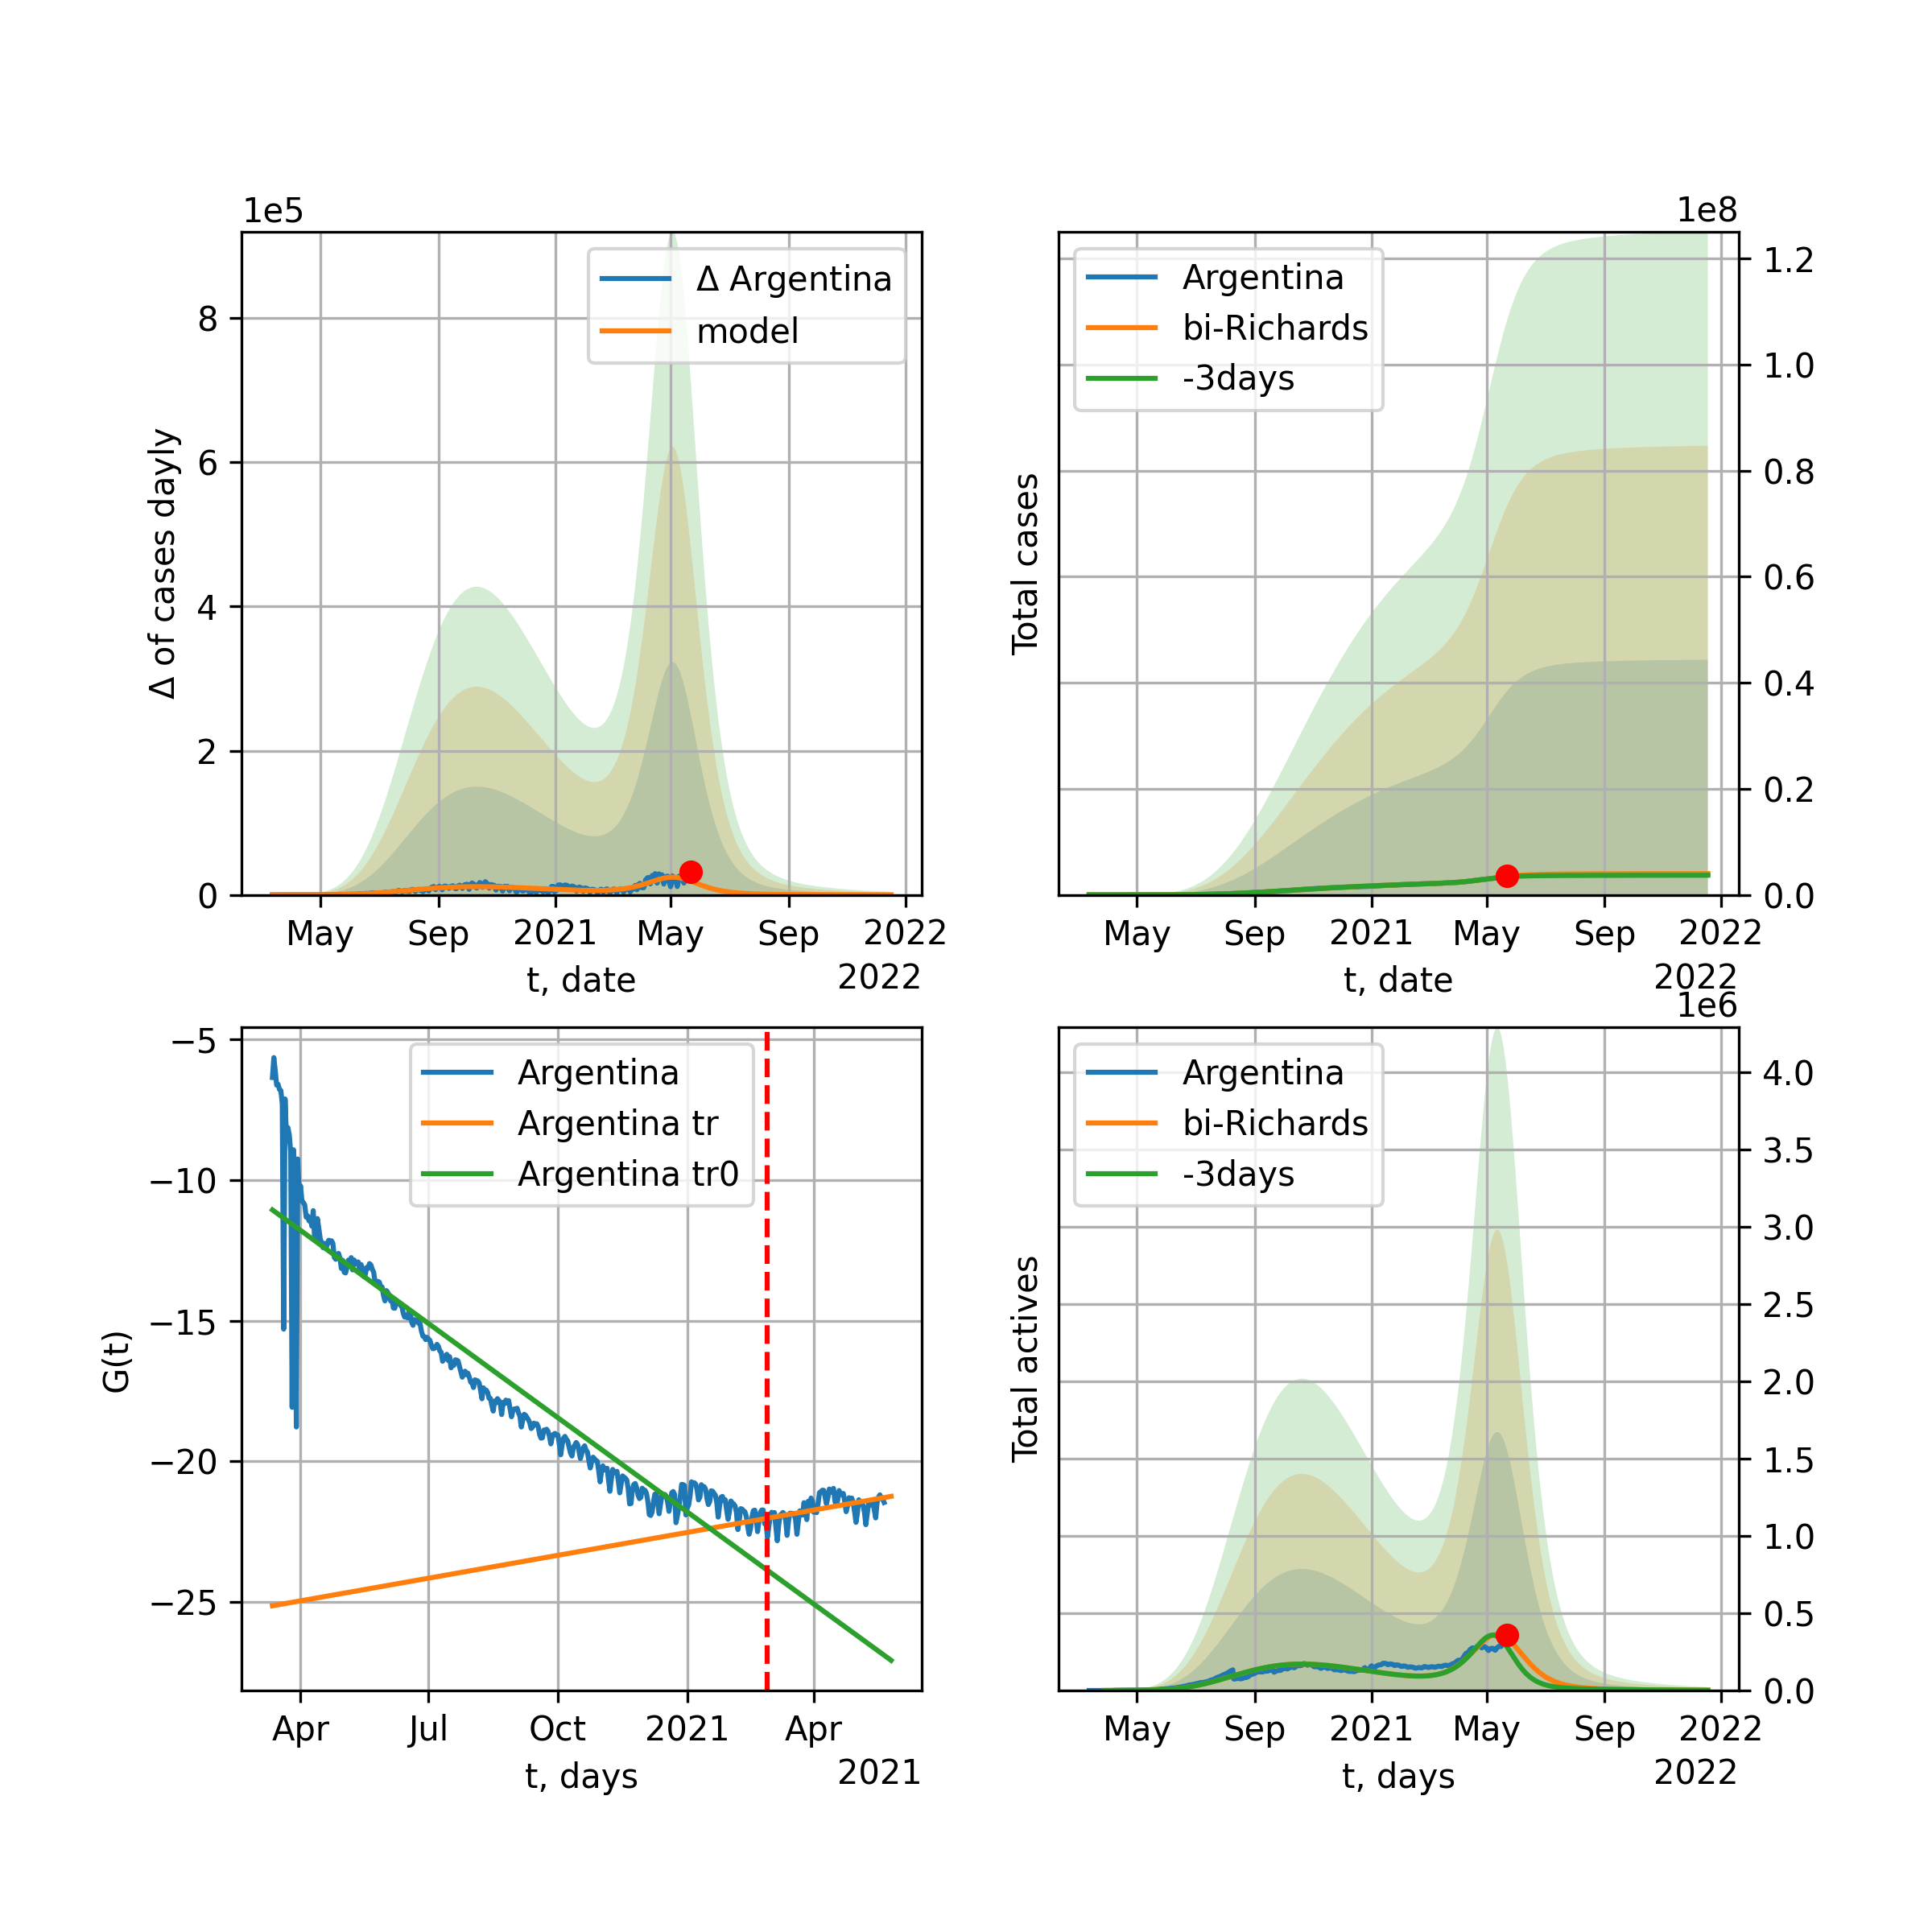 1e5
Δ Argentina
model
8
6
4
2
0
Δ of cases dayly
May Sep 2021 May Sep 2022
t, date
2022
1e8
Argentina
bi-Richards
-3days
1.2
1.0
0.8
0.6
0.4
0.2
0.0
Total cases
May Sep 2021 May Sep 2022
t, date
2022
Argentina
Argentina tr
Argentina tr0
−5
−10
−15
−20
−25
G(t)
Apr Jul Oct 2021 Apr
t, days
2021
1e6
Argentina
bi-Richards
-3days
4.0
3.5
3.0
2.5
2.0
1.5
1.0
0.5
0.0
Total actives
May Sep 2021 May Sep 2022
t, days
2022